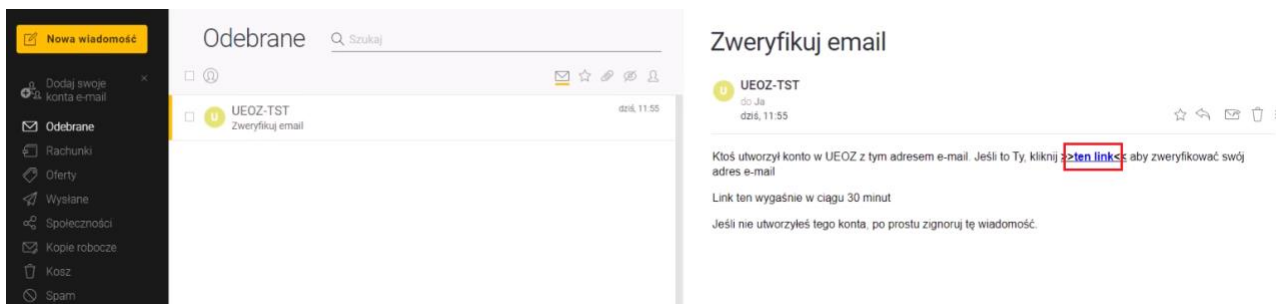 Nowa wiadomość
Dodaj swoje
konta e-mail
Odebrane
Rachunki
Oferty
Wysłane
Społeczności
Kopie robocze
Kosz
Spam
Odebrane
Szukaj
U
UEOZ-TST
dziś, 11:55
Zweryfikuj email
Zweryfikuj email
U
UEOZ-TST
do Ja
dziś, 11:55
Ktoś utworzył konto w UEOZ z tym adresem e-mail. Jeśli to Ty, kliknij >>ten link<< aby zweryfikować swój
adres e-mail
Link ten wygaśnie w ciągu 30 minut
Jeśli nie utworzyłeś tego konta, po prostu zignoruj tę wiadomość.